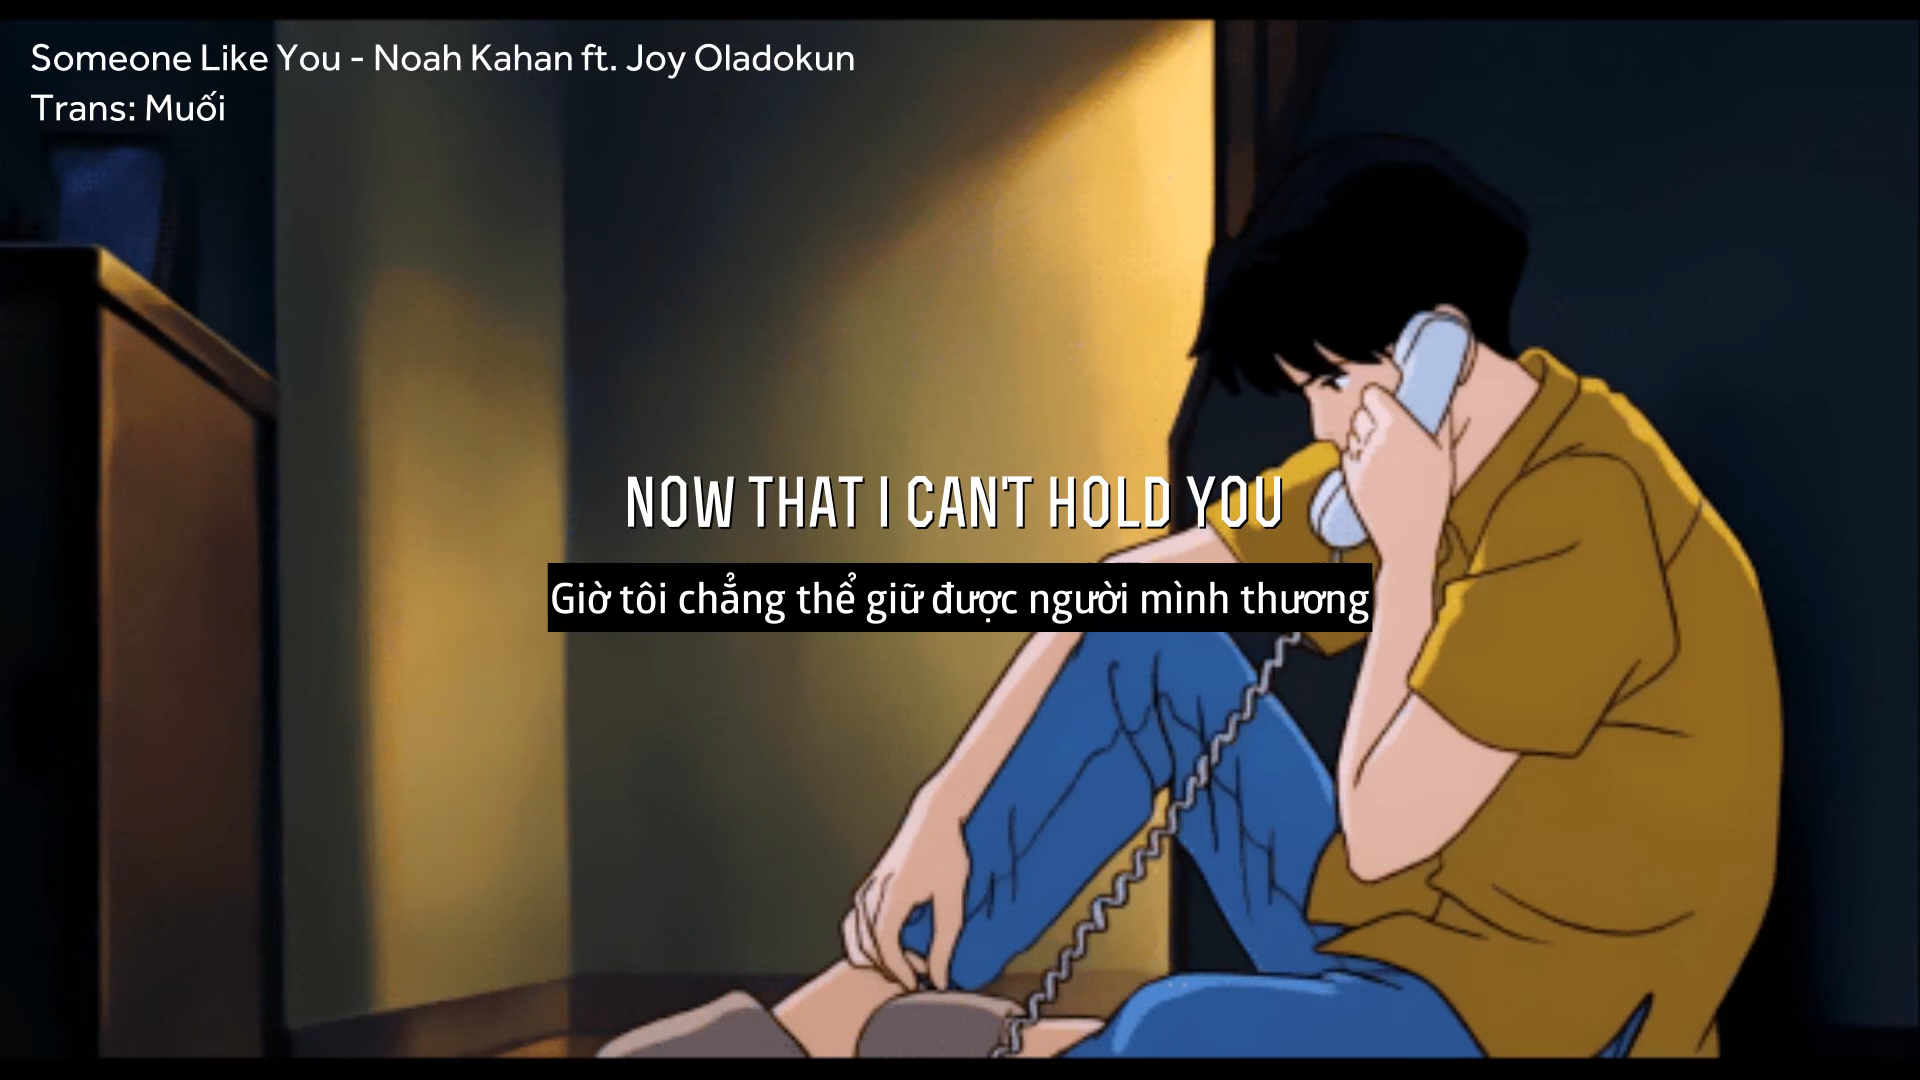 Someone Like You - Noah Kahan ft. Joy Oladokun
Trans: Muối
NOW THAT I CAN'T HOLD YOU
Giờ tôi chẳng thể giữ được người mình thương